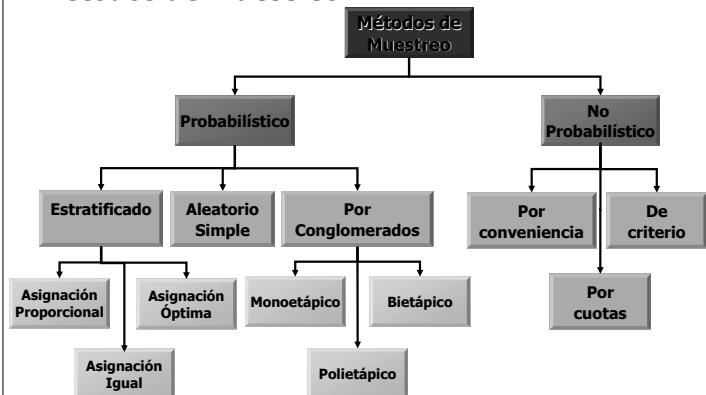 Métodos de
Muestreo
Probabilístico
No
Probabilístico
Estratificado
Aleatorio
Simple
Por
Conglomerados
Por
conveniencia
De
criterio
Asignación
Proporcional
Asignación
Óptima
Monoetápico
Bietápico
Por
cuotas
Asignación
Igual
Polietápico